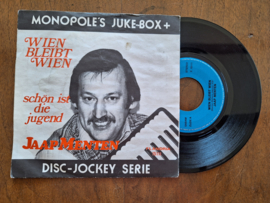 MONOPOLE'S JUKE-BOX +
WIEN
BLEIBT
WIEN
schön ist
die
jugend
JAAP MENTEN
DISC-JOCKEY SERIE